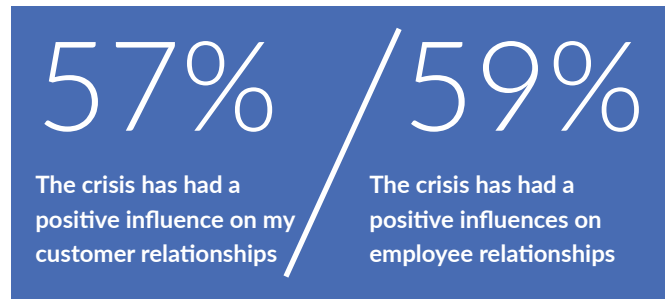 57%
The crisis has had a
positive influence on my
customer relationships
59%
The crisis has had a
positive influences on
employee relationships